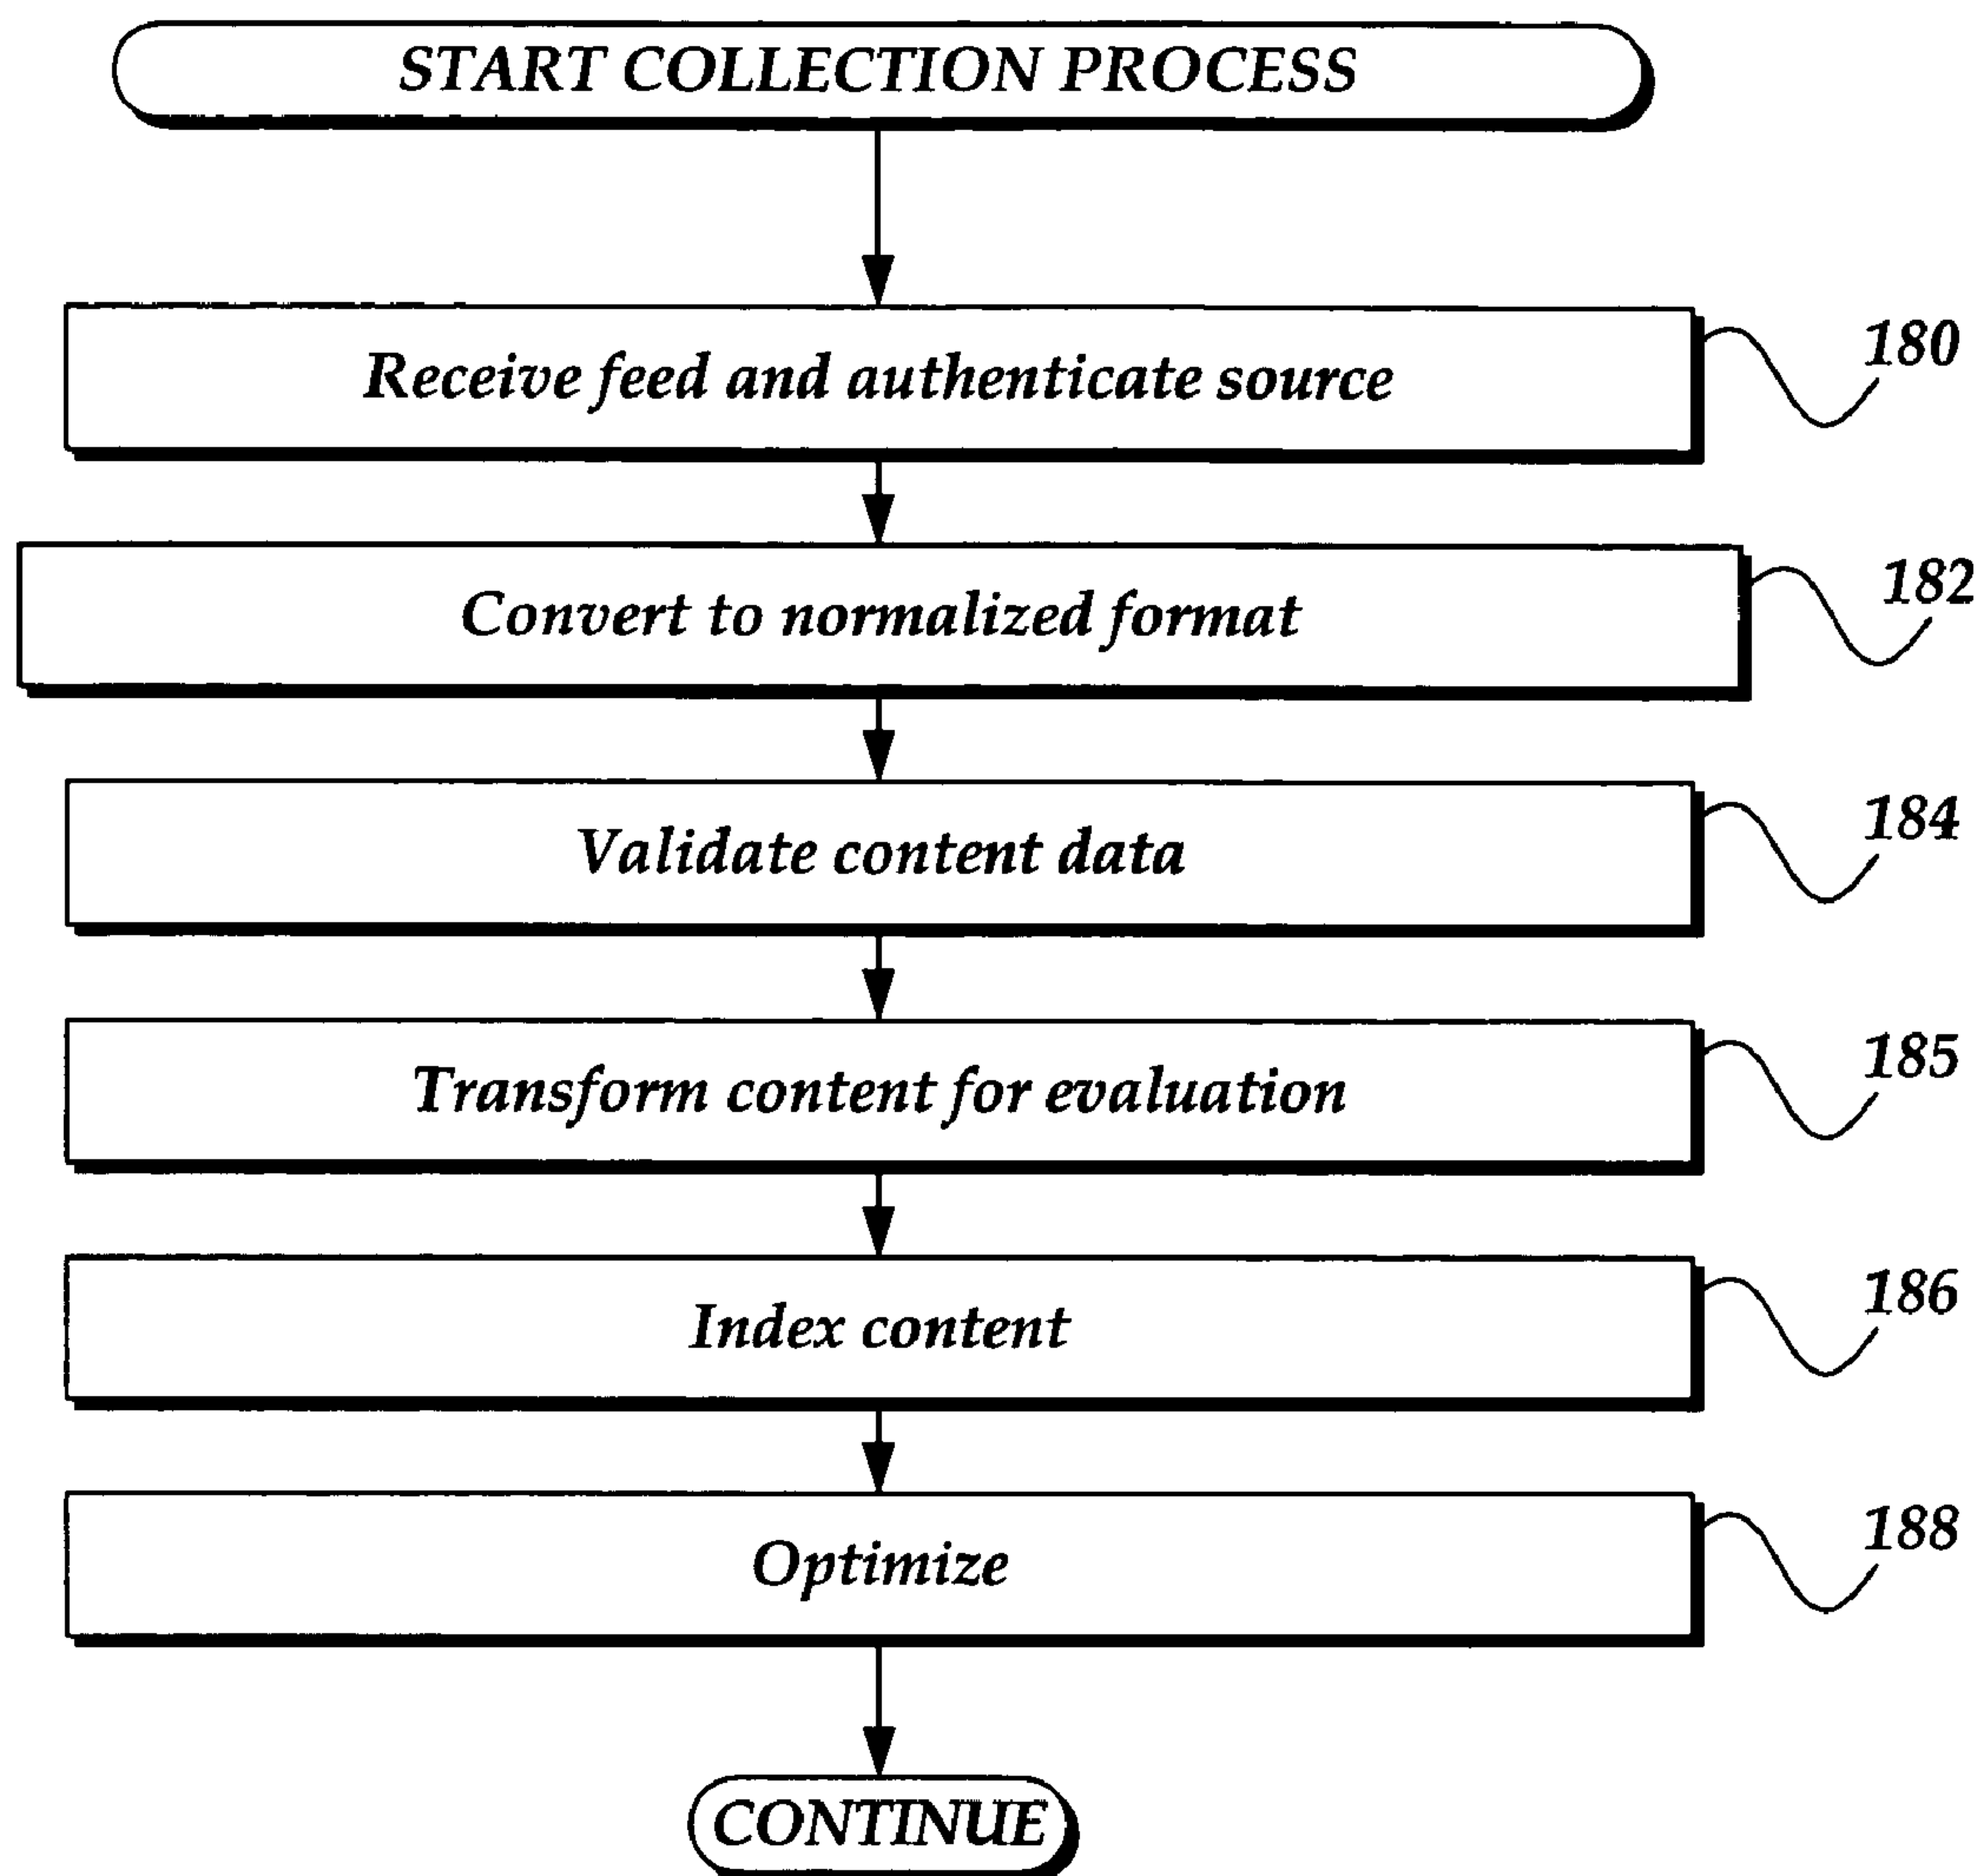 START COLLECTION PROCESS
Receive feed and authenticate source
180
Convert to normalized format
182
Validate content data
184
Transform content for evaluation
185
Index content
186
Optimize
188
CONTINUE